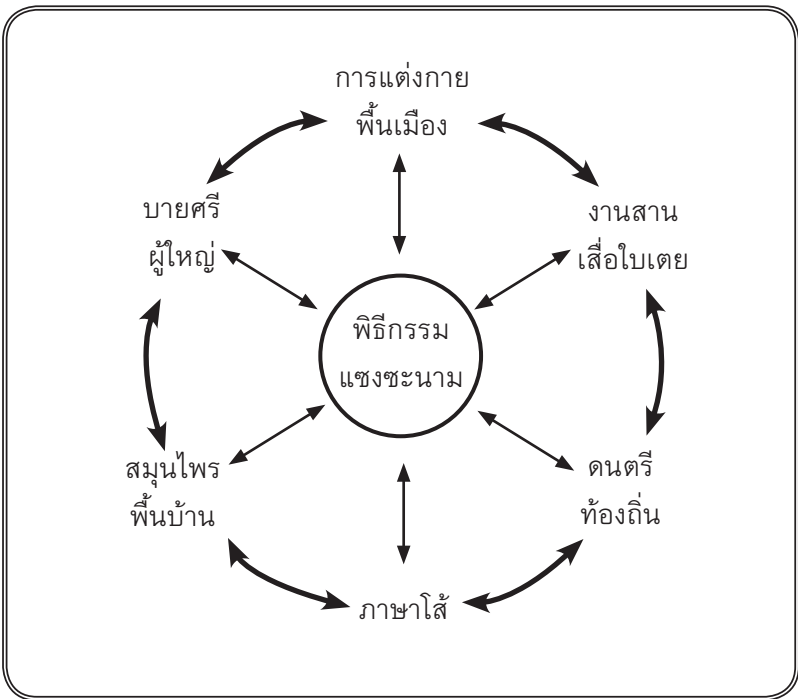 การแต่งกาย
พื้นเมือง
บายศรี
ผู้ใหญ่
งานสาน
เสื่อใบเตย
พิธีกรรม
แซงซะนาม
สมุนไพร
พื้นบ้าน
ดนตรี
ท้องถิ่น
ภาษาโส้